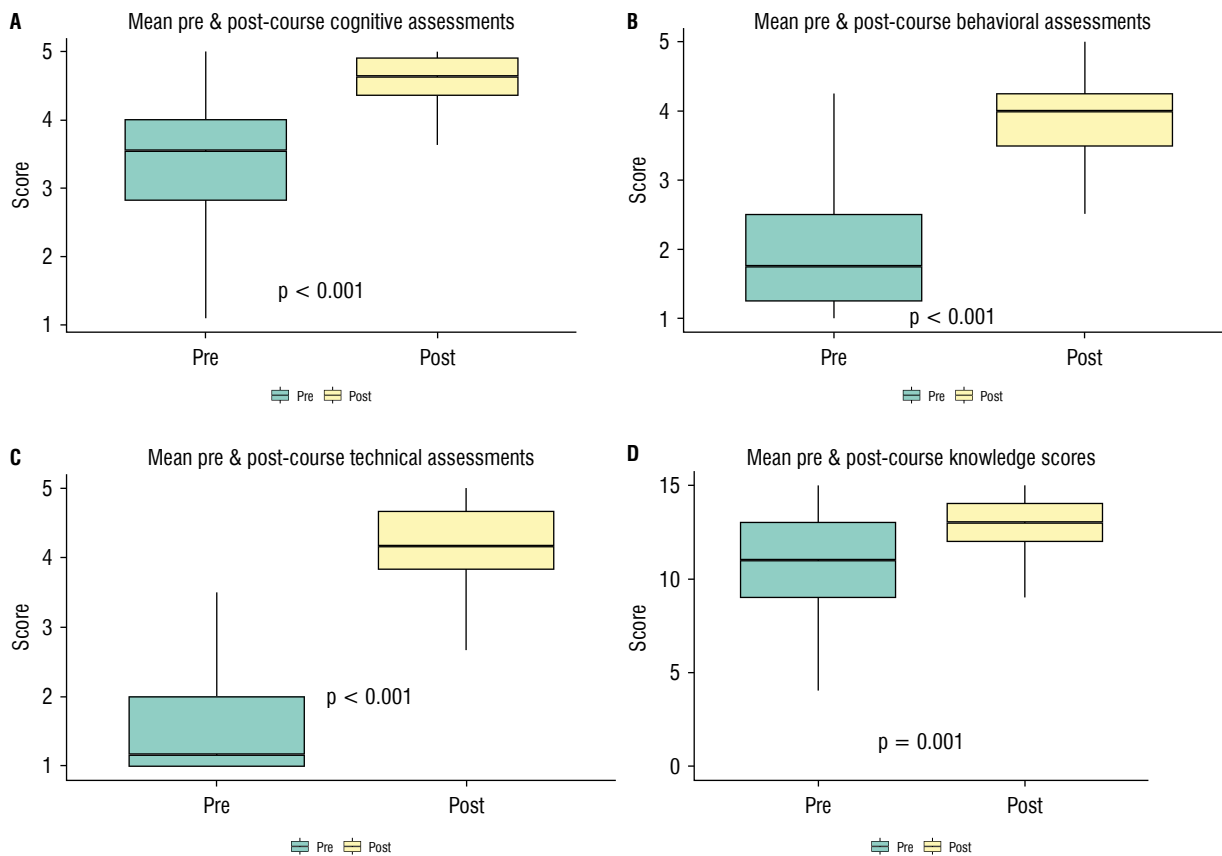 A
Mean pre & post-course cognitive assessments
5
4
3
2
1
Score
p < 0.001
Pre
Post
Pre Post
B
Mean pre & post-course behavioral assessments
5
4
3
2
1
Score
p < 0.001
Pre
Post
Pre Post
C
Mean pre & post-course technical assessments
5
4
3
2
1
Score
p < 0.001
Pre
Post
Pre Post
D
Mean pre & post-course knowledge scores
15
10
5
0
Score
p = 0.001
Pre
Post
Pre Post